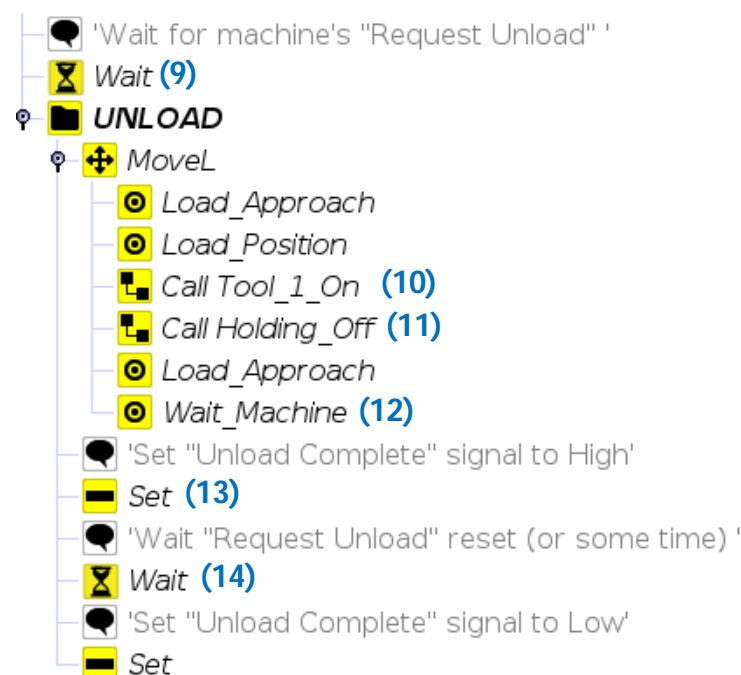 'Wait for machine's "Request Unload" '
Wait (9)
UNLOAD
MoveL
Load_Approach
Load_Position
Call Tool_1_On (10)
Call Holding_Off (11)
Load_Approach
Wait_Machine (12)
'Set "Unload Complete" signal to High'
Set (13)
'Wait "Request Unload" reset (or some time) '
Wait (14)
'Set "Unload Complete" signal to Low'
Set